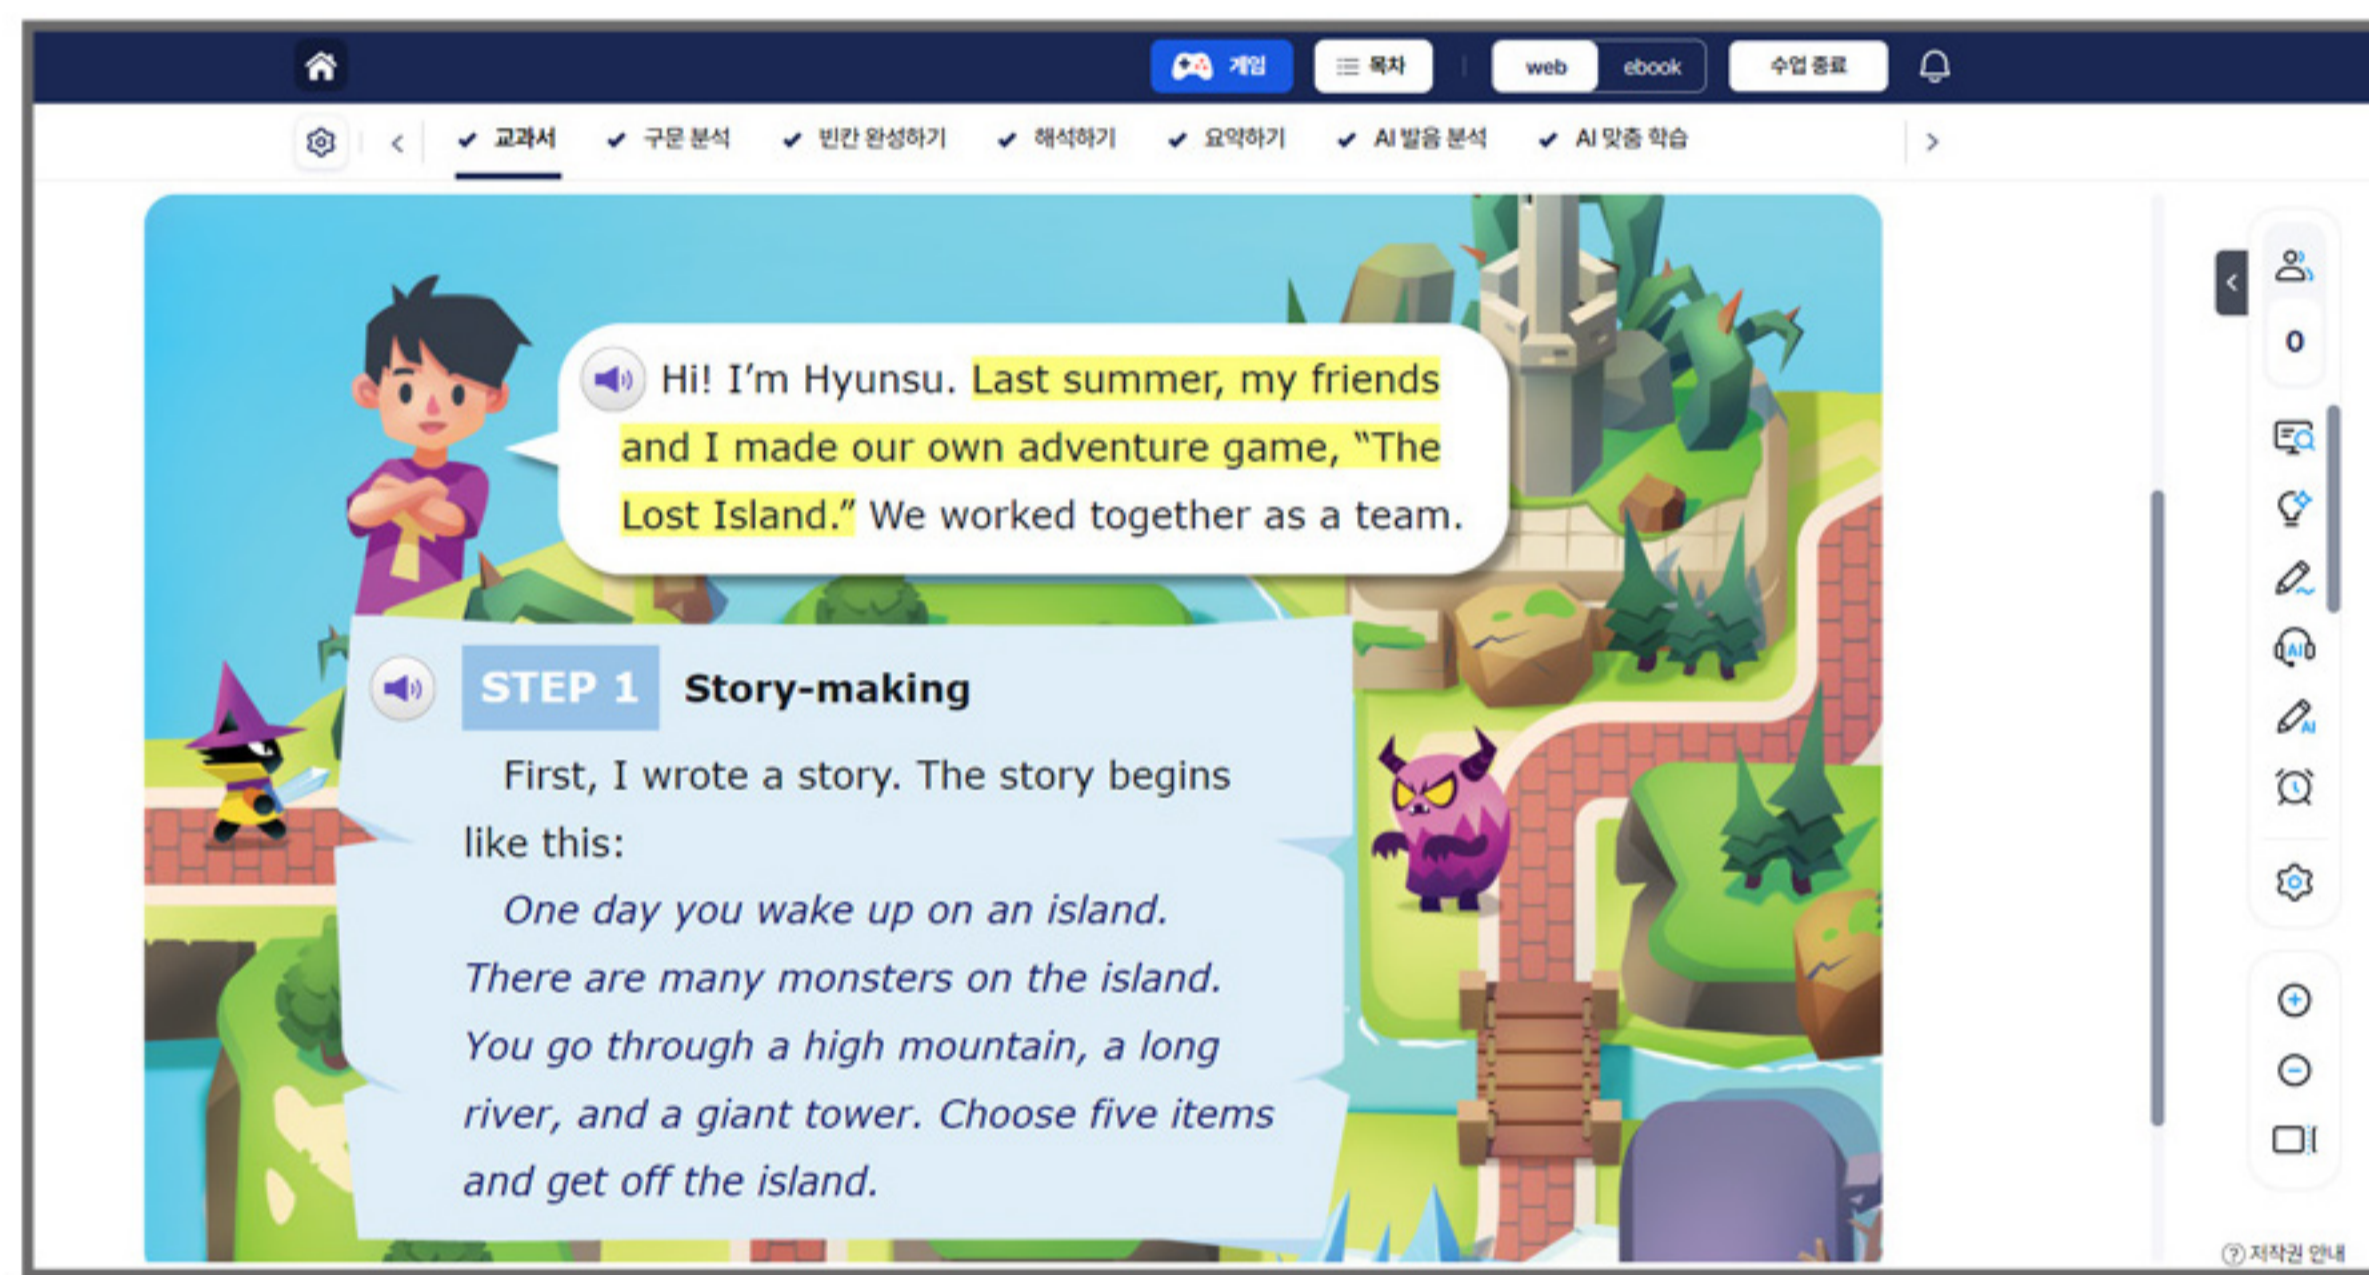 게임
목차
web
ebook
수업 종료
교과서
구문 분석
빈칸 완성하기
해석하기
요약하기
AI 발음 분석
AI 맞춤 학습
0
Hi! I’m Hyunsu. Last summer, my friends
and I made our own adventure game, “The
Lost Island.” We worked together as a team.
STEP 1 Story-making
First, I wrote a story. The story begins
like this:
One day you wake up on an island.
There are many monsters on the island.
You go through a high mountain, a long
river, and a giant tower. Choose five items
and get off the island.
AI
AI
? 저작권 안내